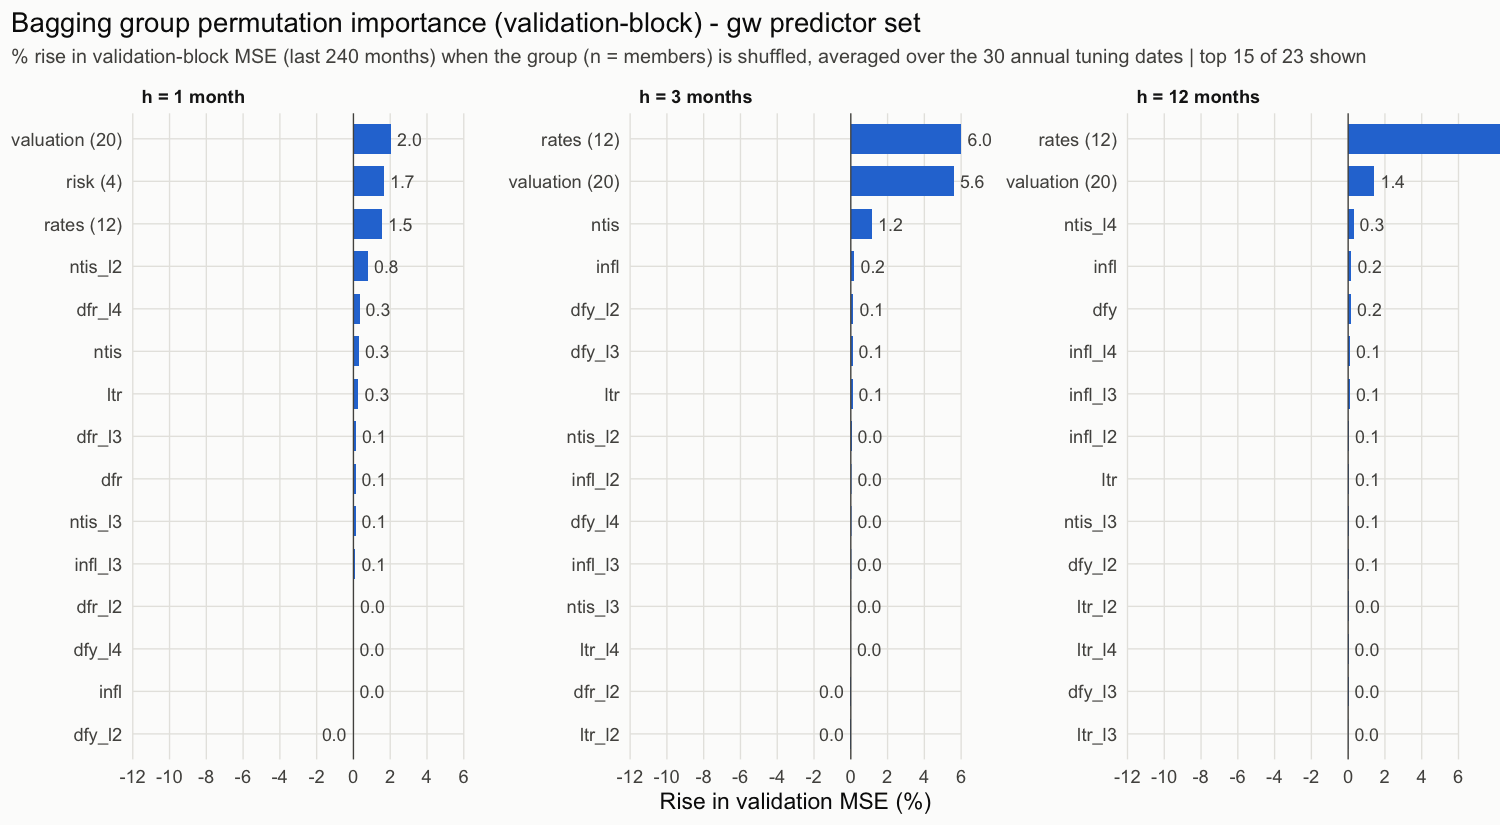 Bagging group permutation importance (validation-block) - gw predictor set
% rise in validation-block MSE (last 240 months) when the group (n = members) is shuffled, averaged over the 30 annual tuning dates | top 15 of 23 shown
h = 1 month
valuation (20) 2.0
risk (4) 1.7
rates (12) 1.5
ntis_l2 0.8
dfr_l4 0.3
ntis 0.3
ltr 0.3
dfr_l3 0.1
dfr 0.1
ntis_l3 0.1
infl_l3 0.1
dfr_l2 0.0
dfy_l4 0.0
infl 0.0
dfy_l2 0.0
-12 -10 -8 -6 -4 -2 0 2 4 6
h = 3 months
rates (12) 6.0
valuation (20) 5.6
ntis 1.2
infl 0.2
dfy_l2 0.1
dfy_l3 0.1
ltr 0.1
ntis_l2 0.0
infl_l2 0.0
dfy_l4 0.0
infl_l3 0.0
ntis_l3 0.0
ltr_l4 0.0
dfr_l2 0.0
ltr_l2 0.0
-12 -10 -8 -6 -4 -2 0 2 4 6
h = 12 months
rates (12)
valuation (20) 1.4
ntis_l4 0.3
infl 0.2
dfy 0.2
infl_l4 0.1
infl_l3 0.1
infl_l2 0.1
ltr 0.1
ntis_l3 0.1
dfy_l2 0.1
ltr_l2 0.0
ltr_l4 0.0
dfy_l3 0.0
ltr_l3 0.0
-12 -10 -8 -6 -4 -2 0 2 4 6
Rise in validation MSE (%)